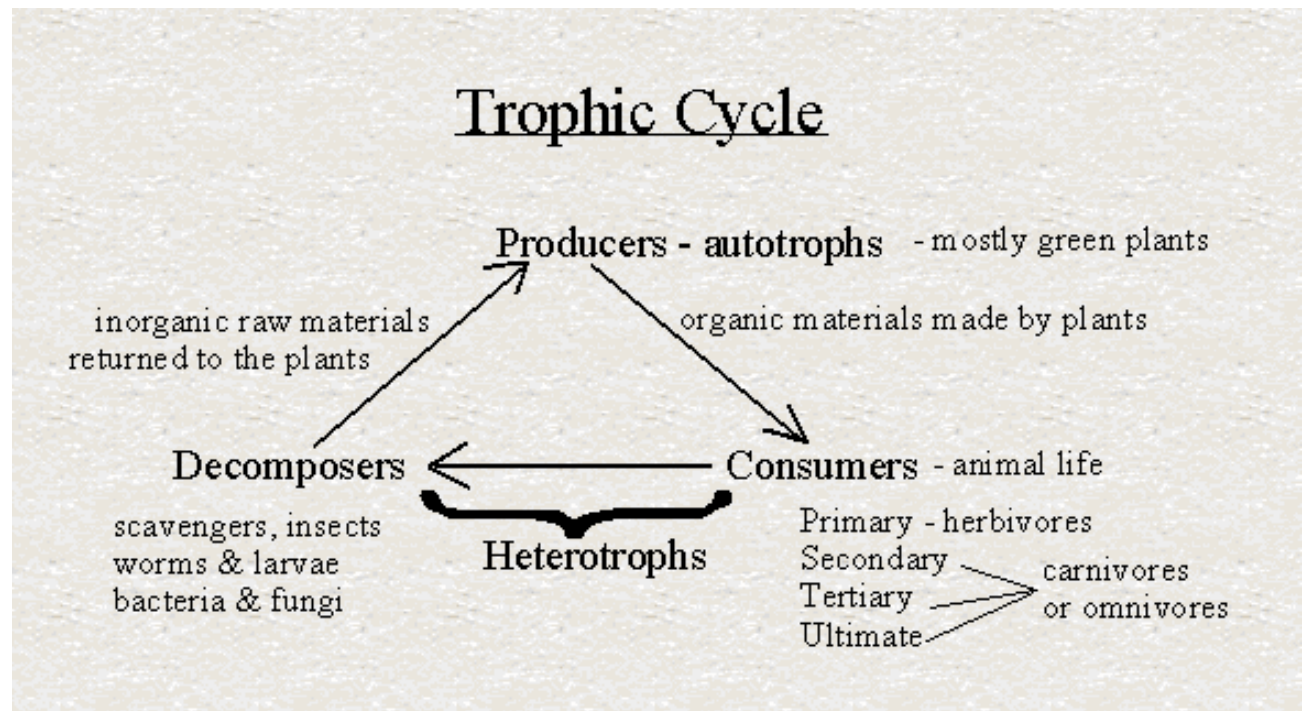 Trophic Cycle
Producers - autotrophs - mostly green plants
inorganic raw materials
returned to the plants
organic materials made by plants
Decomposers
Consumers - animal life
scavengers, insects
worms & larvae
bacteria & fungi
Heterotrophs
Primary - herbivores
Secondary
Tertiary
Ultimate
carnivores
or omnivores